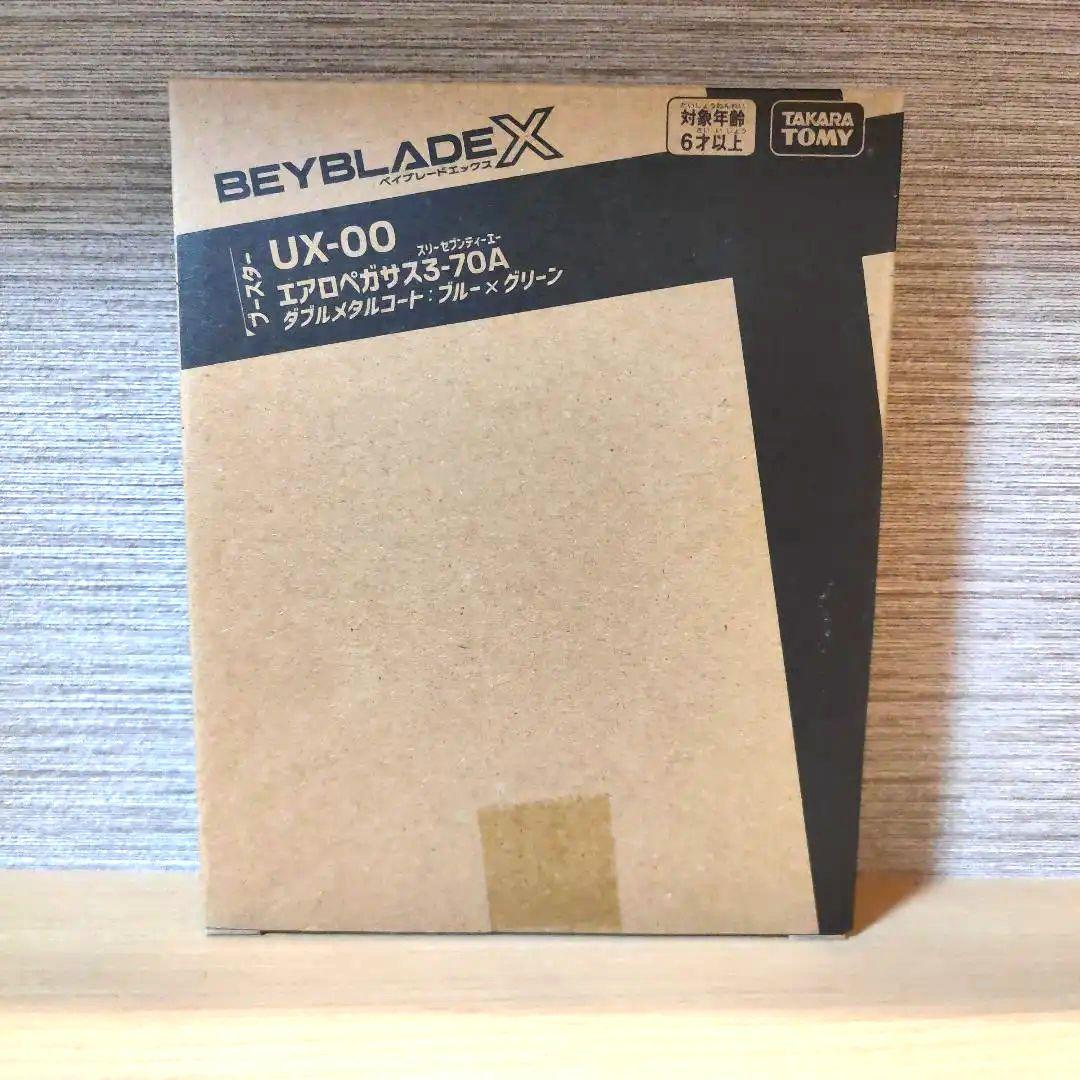 BEYBLADE X
ベイブレードエックス
たいしょうねんれい
対象年齢
さい いじょう
6才以上
TAKARA
TOMY
ブースター
UX-00
スリーセブンティーエー
エアロペガサス3-70A
ダブルメタルコート:ブルー×グリーン